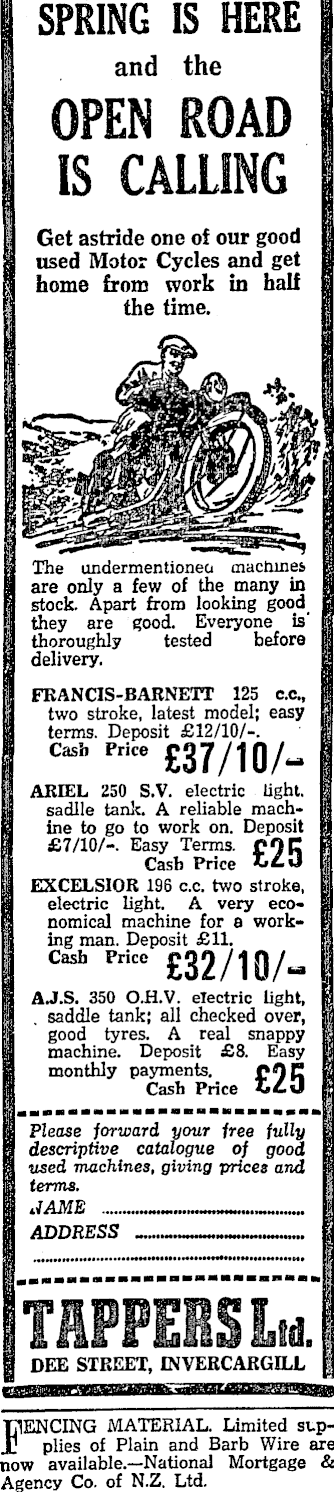 SPRING IS HERE
and the
OPEN ROAD
IS CALLING
Get astride one of our good
used Motor Cycles and get
home from work in half
the time.
The undermentioned machines
are only a few of the many in
stock. Apart from looking good
they are good. Everyone is
thoroughly tested before
delivery.
FRANCIS-BARNETT 125 c.c.,
two stroke, latest model; easy
terms. Deposit £12/10/-.
Cash Price £37/10/-
ARIEL 250 S.V. electric light.
sadlle tank. A reliable mach-
ine to go to work on. Deposit
£7/10/-. Easy Terms.
Cash Price £25
EXCELSIOR 196 c.c. two stroke,
electric light. A very eco-
nomical machine for a work-
ing man. Deposit £11.
Cash Price £32/10/-
A.J.S. 350 O.H.V. electric light,
saddle tank; all checked over,
good tyres. A real snappy
machine. Deposit £8. Easy
monthly payments.
Cash Price £25
Please forward your free fully
descriptive catalogue of good
used machines, giving prices and
terms.
NAME
ADDRESS
TAPPERS Ltd.
DEE STREET, INVERCARGILL
FENCING MATERIAL. Limited sup-
plies of Plain and Barb Wire are
now available.—National Mortgage &
Agency Co. of N.Z. Ltd.